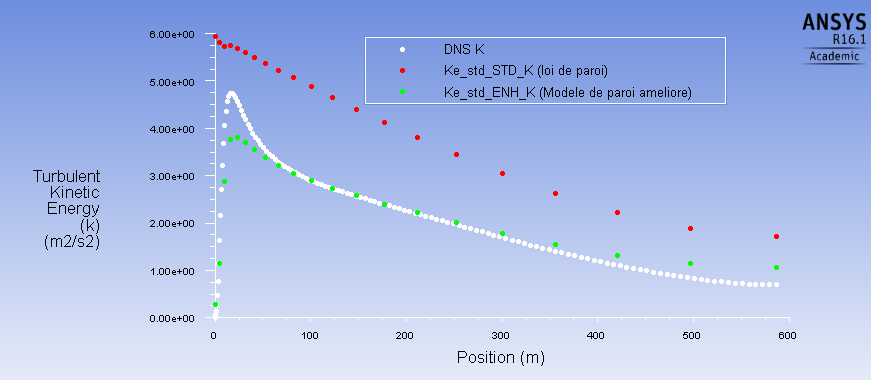 ANSYS
R16.1
Academic
DNS K
Ke_std_STD_K (loi de paroi)
Ke_std_ENH_K (Modele de paroi ameliore)
6.00e+00
5.00e+00
4.00e+00
3.00e+00
2.00e+00
1.00e+00
0.00e+00
Turbulent
Kinetic
Energy
(k)
(m2/s2)
0 100 200 300 400 500 600
Position (m)